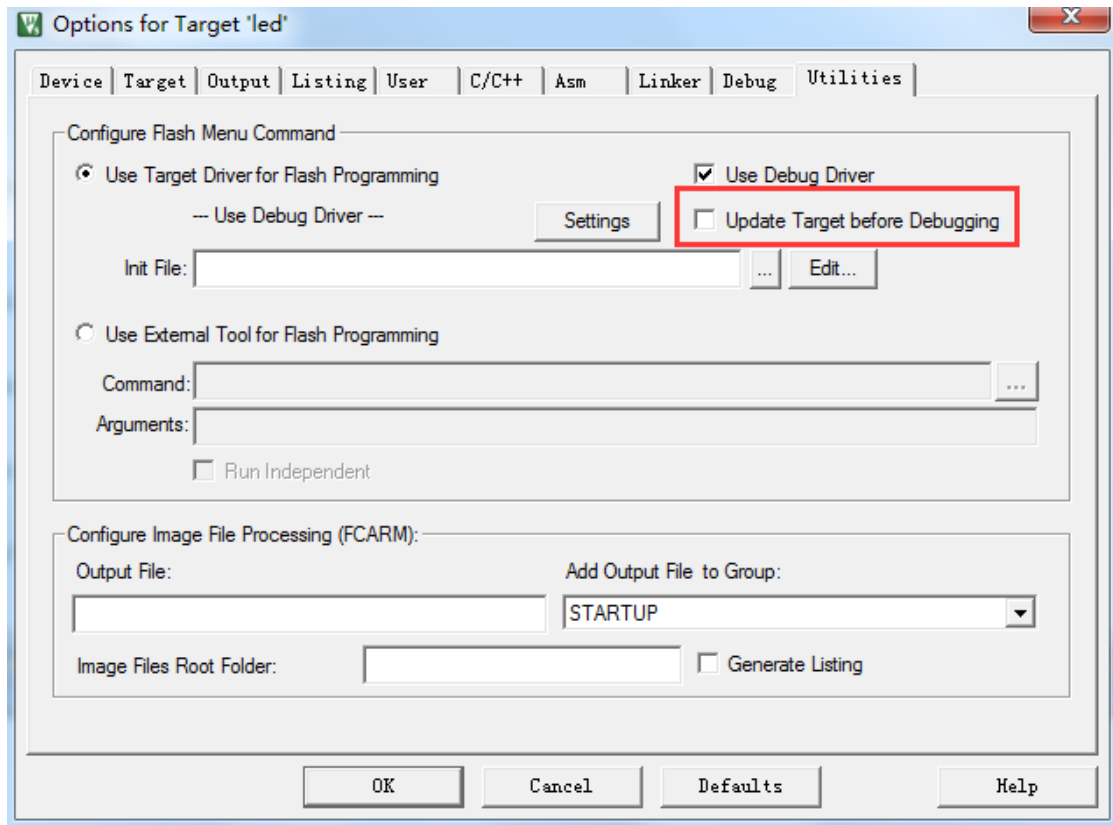 Options for Target 'led'
Device Target Output Listing User C/C++ Asm Linker Debug Utilities
Configure Flash Menu Command
Use Target Driver for Flash Programming Use Debug Driver
--- Use Debug Driver --- Settings Update Target before Debugging
Init File: ... Edit...
Use External Tool for Flash Programming
Command: ...
Arguments:
Run Independent
Configure Image File Processing (FCARM):
Output File: Add Output File to Group:
STARTUP
Image Files Root Folder: Generate Listing
OK Cancel Defaults Help